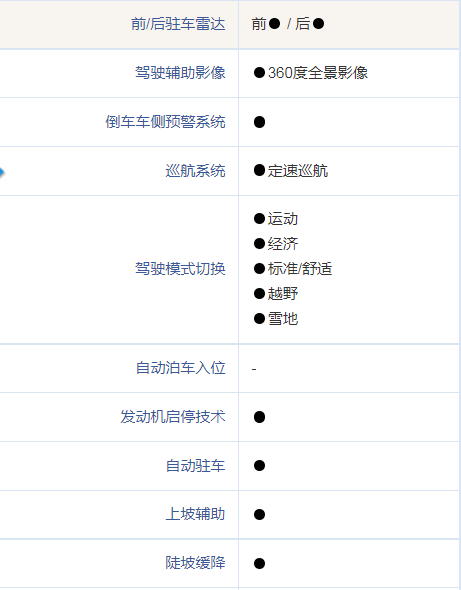 前/后驻车雷达 前● / 后●
驾驶辅助影像 ●360度全景影像
倒车车侧预警系统 ●
巡航系统 ●定速巡航
驾驶模式切换
●运动
●经济
●标准/舒适
●越野
●雪地
自动泊车入位 -
发动机启停技术 ●
自动驻车 ●
上坡辅助 ●
陡坡缓降 ●